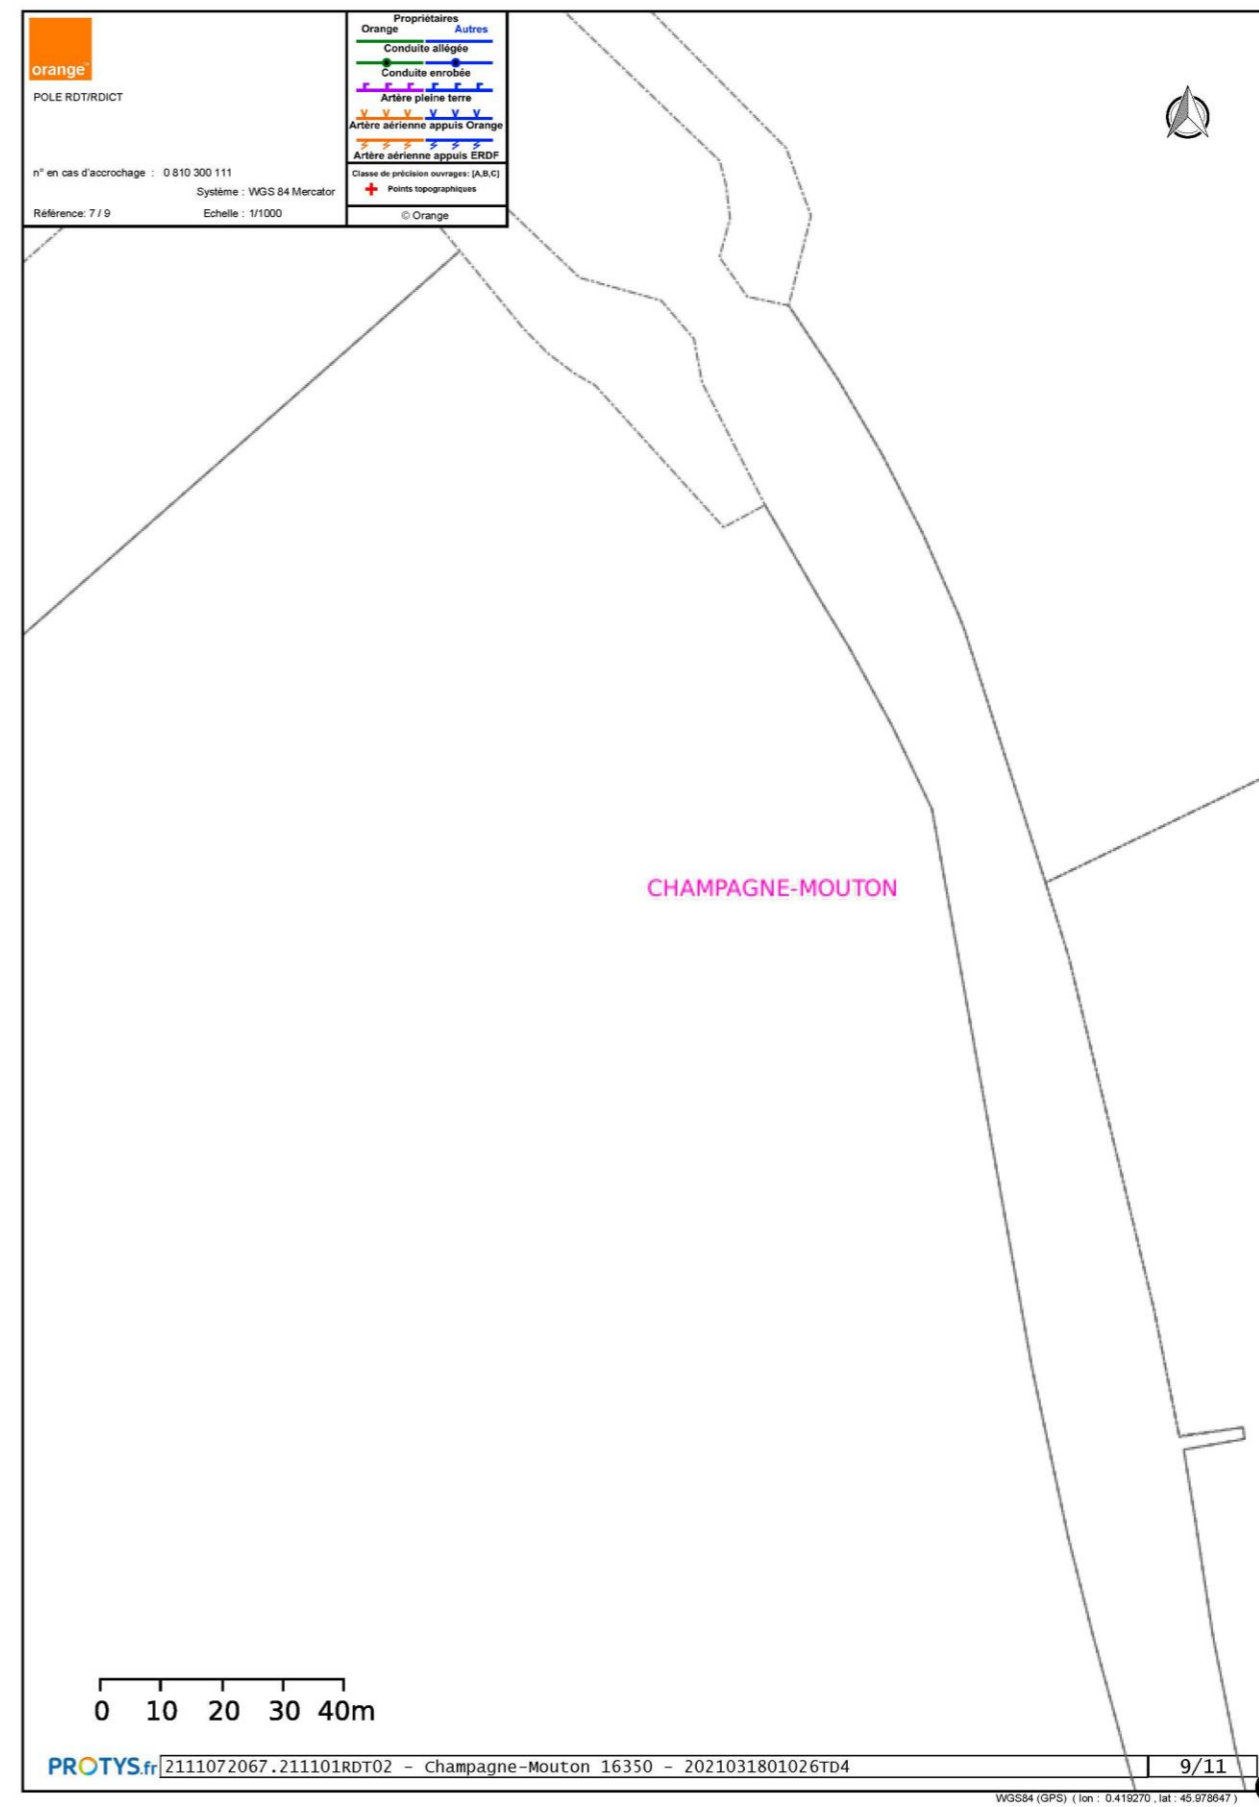 orange™
POLE RDT/RDICT
n° en cas d'accrochage : 0 810 300 111
Système : WGS 84 Mercator
Référence: 7 / 9
Echelle : 1/1000
Propriétaires
Orange Autres
Conduite allégée
Conduite enrobée
Artère pleine terre
Artère aérienne appuis Orange
Artère aérienne appuis ERDF
Classe de précision ouvrages: [A,B,C]
Points topographiques
© Orange
CHAMPAGNE-MOUTON
0 10 20 30 40m
PROTYS.fr 2111072067.211101RDT02 - Champagne-Mouton 16350 - 2021031801026TD4 9/11
WGS84 (GPS) ( lon : 0.419270 , lat : 45.978647 )